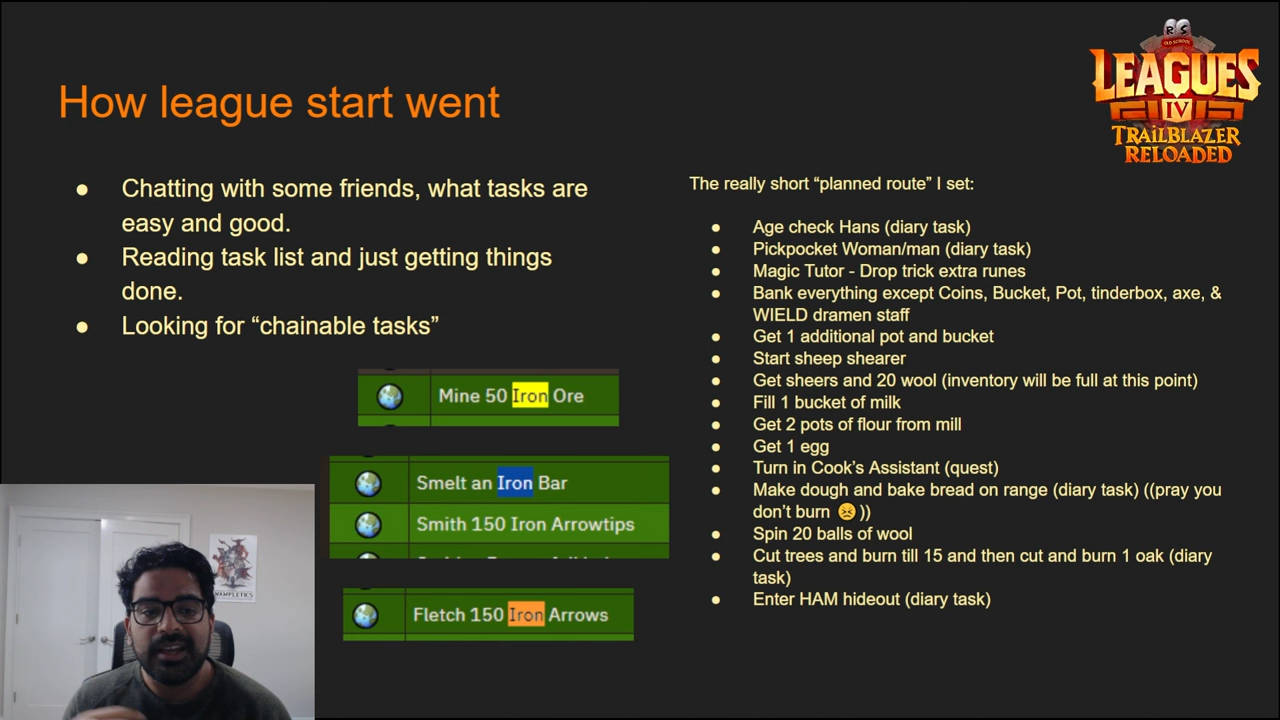 How league start went
● Chatting with some friends, what tasks are
easy and good.
● Reading task list and just getting things
done.
● Looking for “chainable tasks”
Mine 50 Iron Ore
Smelt an Iron Bar
Smith 150 Iron Arrowtips
Fletch 150 Iron Arrows
RS
OLD SCHOOL
LEAGUES
IV
TRAILBLAZER
RELOADED
The really short “planned route” I set:
● Age check Hans (diary task)
● Pickpocket Woman/man (diary task)
● Magic Tutor - Drop trick extra runes
● Bank everything except Coins, Bucket, Pot, tinderbox, axe, &
WIELD dramen staff
● Get 1 additional pot and bucket
● Start sheep shearer
● Get sheers and 20 wool (inventory will be full at this point)
● Fill 1 bucket of milk
● Get 2 pots of flour from mill
● Get 1 egg
● Turn in Cook’s Assistant (quest)
● Make dough and bake bread on range (diary task) ((pray you
don’t burn 😣 ))
● Spin 20 balls of wool
● Cut trees and burn till 15 and then cut and burn 1 oak (diary
task)
● Enter HAM hideout (diary task)